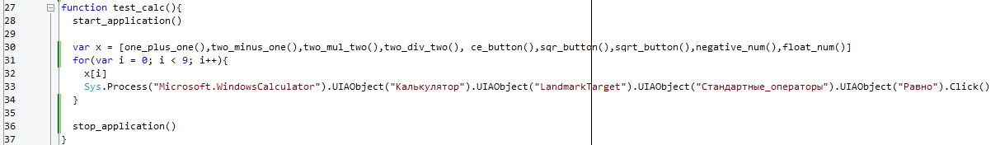 27 function test_calc(){
28 start_application()
29
30 var x = [one_plus_one(),two_minus_one(),two_mul_two(),two_div_two(), ce_button(),sqr_button(),sqrt_button(),negative_num(),float_num()]
31 for(var i = 0; i < 9; i++){
32 x[i]
33 Sys.Process("Microsoft.WindowsCalculator").UIAObject("Калькулятор").UIAObject("LandmarkTarget").UIAObject("Стандартные_операторы").UIAObject("Равно").Click()
34 }
35
36 stop_application()
37 }